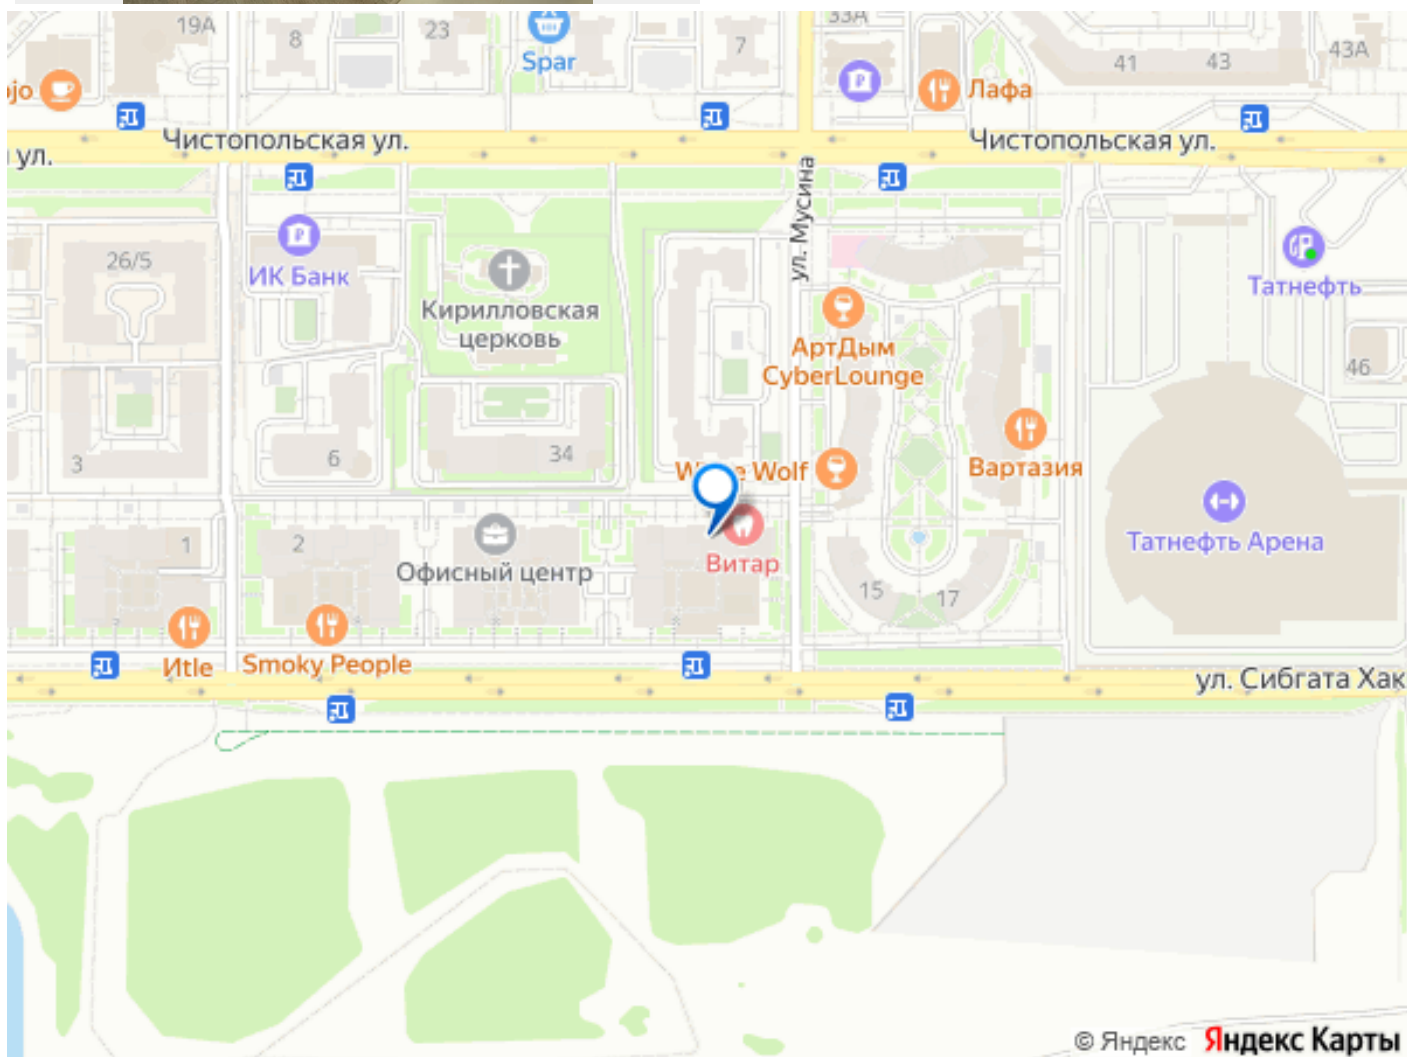 19А
8
23
Spar
7
33А
41
43
43А
ojo
Лафа
Чистопольская ул.
Чистопольская ул.
ул.
ул. Мусина
26/5
ИК Банк
Кирилловская
церковь
Татнефть
АртДым
CyberLounge
46
3
6
34
Wolf
Вартазия
1
2
Офисный центр
Витар
Татнефть Арена
15
17
Иtle
Smoky People
ул. Сибгата Хак
© Яндекс Яндекс Карты